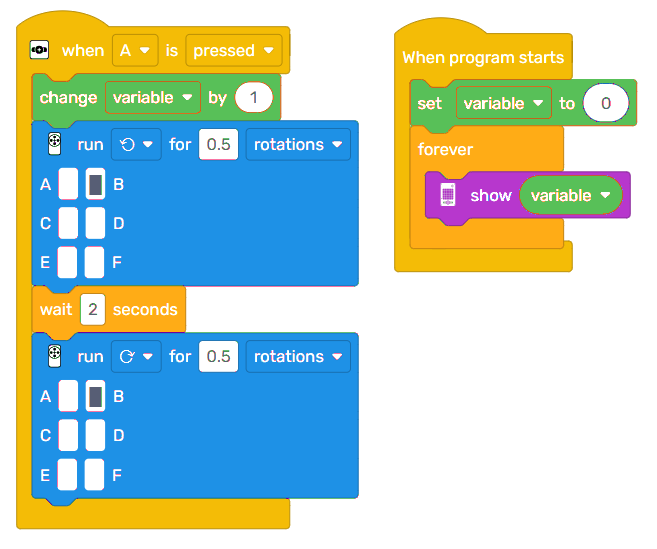 when A is pressed
change variable by 1
run for 0.5 rotations
A B
C D
E F
wait 2 seconds
run for 0.5 rotations
A B
C D
E F
When program starts
set variable to 0
forever
show variable